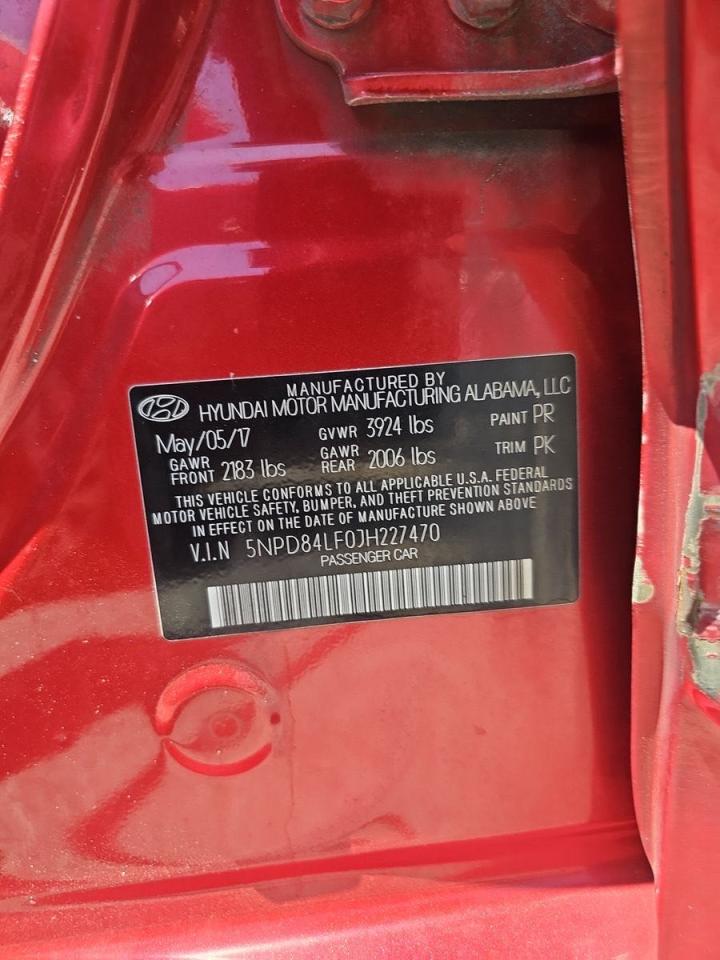 MANUFACTURED BY
HYUNDAI MOTOR MANUFACTURING ALABAMA, LLC
May/05/17 GVWR 3924 lbs PAINT PR
GAWR FRONT 2183 lbs GAWR REAR 2006 lbs TRIM PK
THIS VEHICLE CONFORMS TO ALL APPLICABLE U.S.A. FEDERAL
MOTOR VEHICLE SAFETY, BUMPER, AND THEFT PREVENTION STANDARDS
IN EFFECT ON THE DATE OF MANUFACTURE SHOWN ABOVE
V.I.N 5NPD84LF0JH227470
PASSENGER CAR